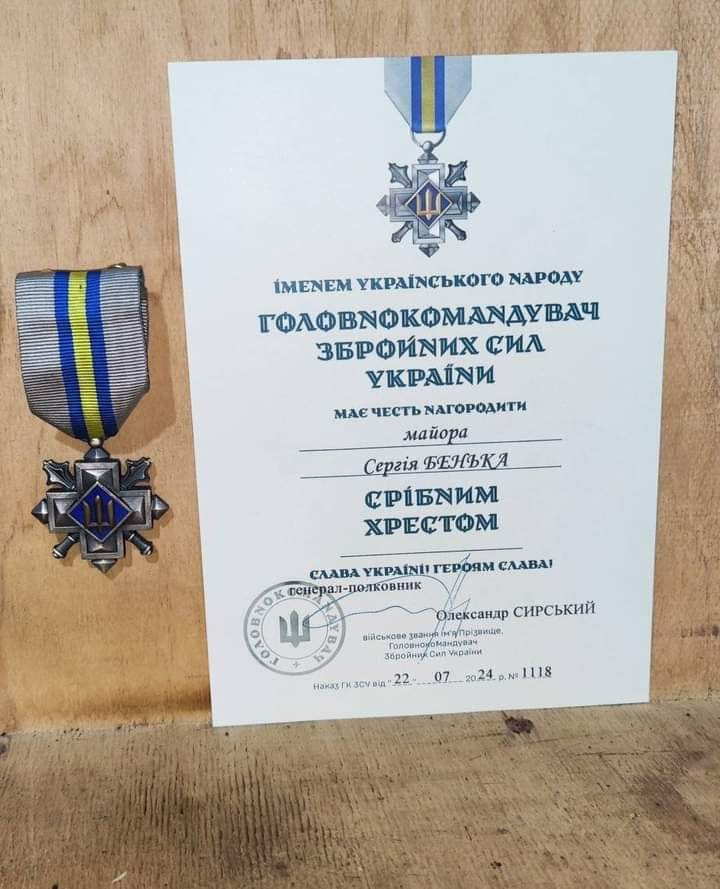 ІМЕНЕМ УКРАЇНСЬКОГО НАРОДУ
ГОЛОВНОКОМАНДУВАЧ
ЗБРОЙНИХ СИЛ
УКРАЇНИ
МАЄ ЧЕСТЬ НАГОРОДИТИ
майора
Сергія БЕНЬКА
СРІБНИМ
ХРЕСТОМ
СЛАВА УКРАЇНІ! ГЕРОЯМ СЛАВА!
генерал-полковник
Олександр СИРСЬКИЙ
військове звання ім'я Прізвище,
Головнокомандувач
Збройник Сил України
ГОЛОВНОКОМАНДУВАЧ
Наказ ГК ЗСУ від "22" 07 2024 р. № 1118